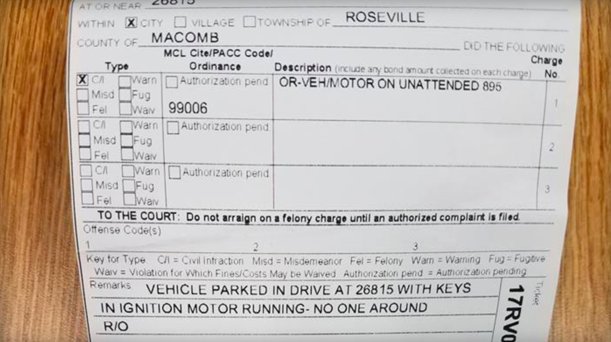 AT OR NEAR 26815
WITHIN X CITY VILLAGE TOWNSHIP OF ROSEVILLE
COUNTY OF MACOMB DID THE FOLLOWING
Type MCL Cite/PACC Code/ Ordinance Description (include any bond amount collected on each charge) Charge No.
X C/I Warn Authorization pend OR-VEH/MOTOR ON UNATTENDED 895
Misd Fug 1
Fel Waiv 99006
C/I Warn Authorization pend
Misd Fug 2
Fel Waiv
C/I Warn Authorization pend
Misd Fug 3
Fel Waiv
TO THE COURT: Do not arraign on a felony charge until an authorized complaint is filed.
Offense Code(s)
1 2 3
Key for Type C/I = Civil Infraction Misd = Misdemeanor Fel = Felony Warn = Warning Fug = Fugitive
Waiv = Violation for Which Fines/Costs May be Waived Authorization pend = Authorization pending
Remarks VEHICLE PARKED IN DRIVE AT 26815 WITH KEYS
IN IGNITION MOTOR RUNNING- NO ONE AROUND
R/O
Ticket
17RV0